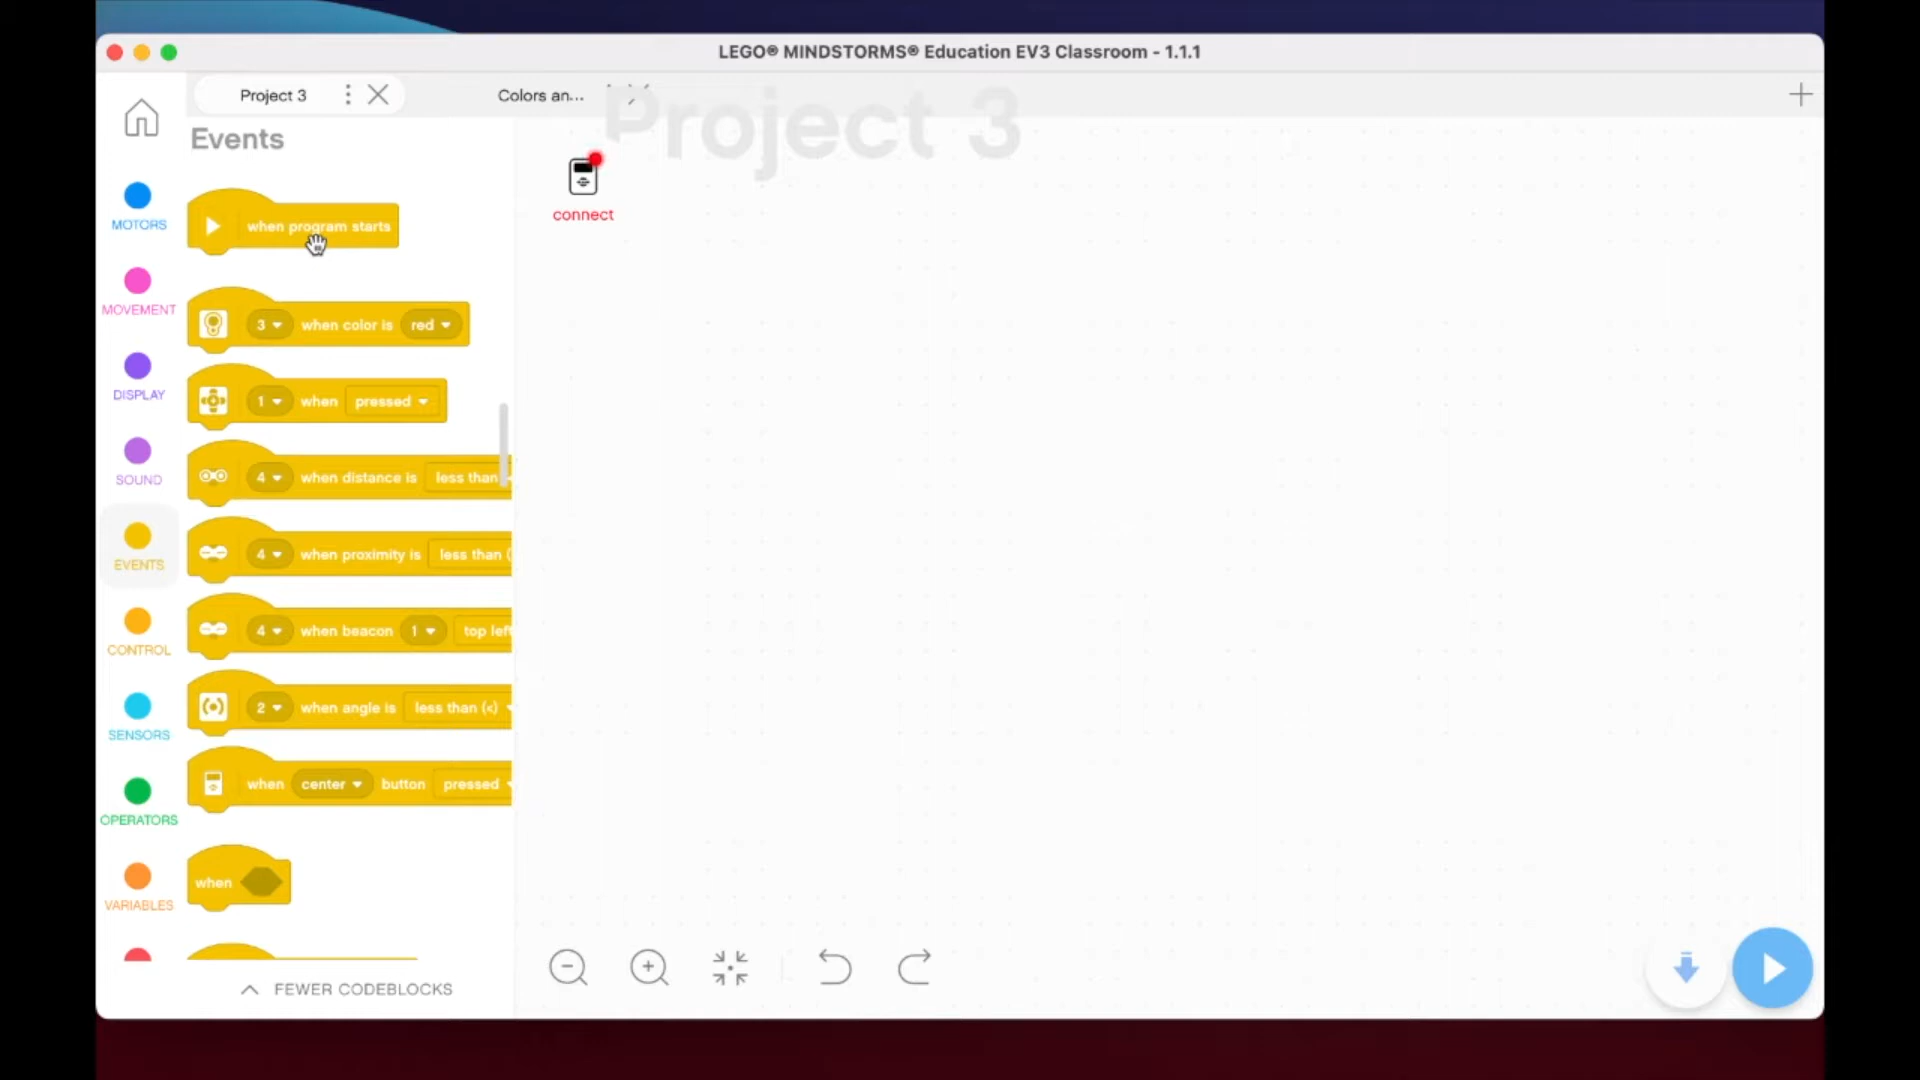 LEGO® MINDSTORMS® Education EV3 Classroom - 1.1.1
Project 3
Colors an...
Project 3
Events
connect
MOTORS
MOVEMENT
DISPLAY
SOUND
EVENTS
CONTROL
SENSORS
OPERATORS
VARIABLES
when program starts
3 when color is red
1 when pressed
4 when distance is less than
4 when proximity is less than (
4 when beacon 1 top left
2 when angle is less than (<)
when center button pressed
when
FEWER CODEBLOCKS